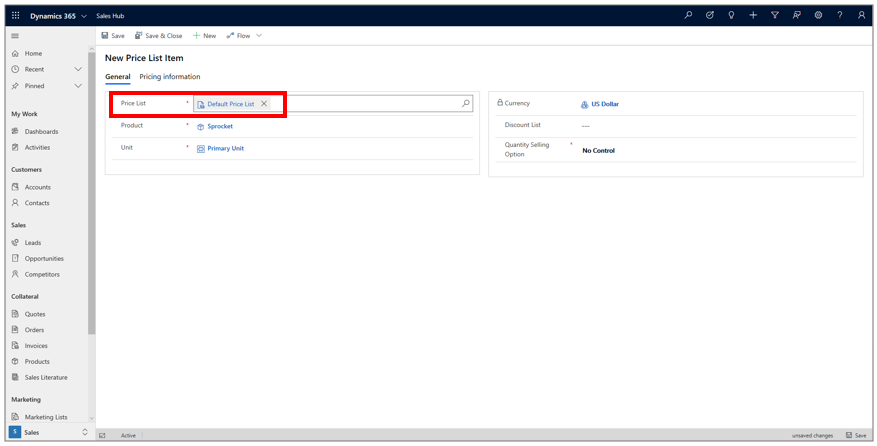 Dynamics 365 Sales Hub
Save Save & Close New Flow
Home
Recent
Pinned
My Work
Dashboards
Activities
Customers
Accounts
Contacts
Sales
Leads
Opportunities
Competitors
Collateral
Quotes
Orders
Invoices
Products
Sales Literature
Marketing
Marketing Lists
S Sales
New Price List Item
General Pricing information
Price List * Default Price List
Product * Sprocket
Unit * Primary Unit
Currency US Dollar
Discount List ---
Quantity Selling * No Control
Option
Active unsaved changes Save